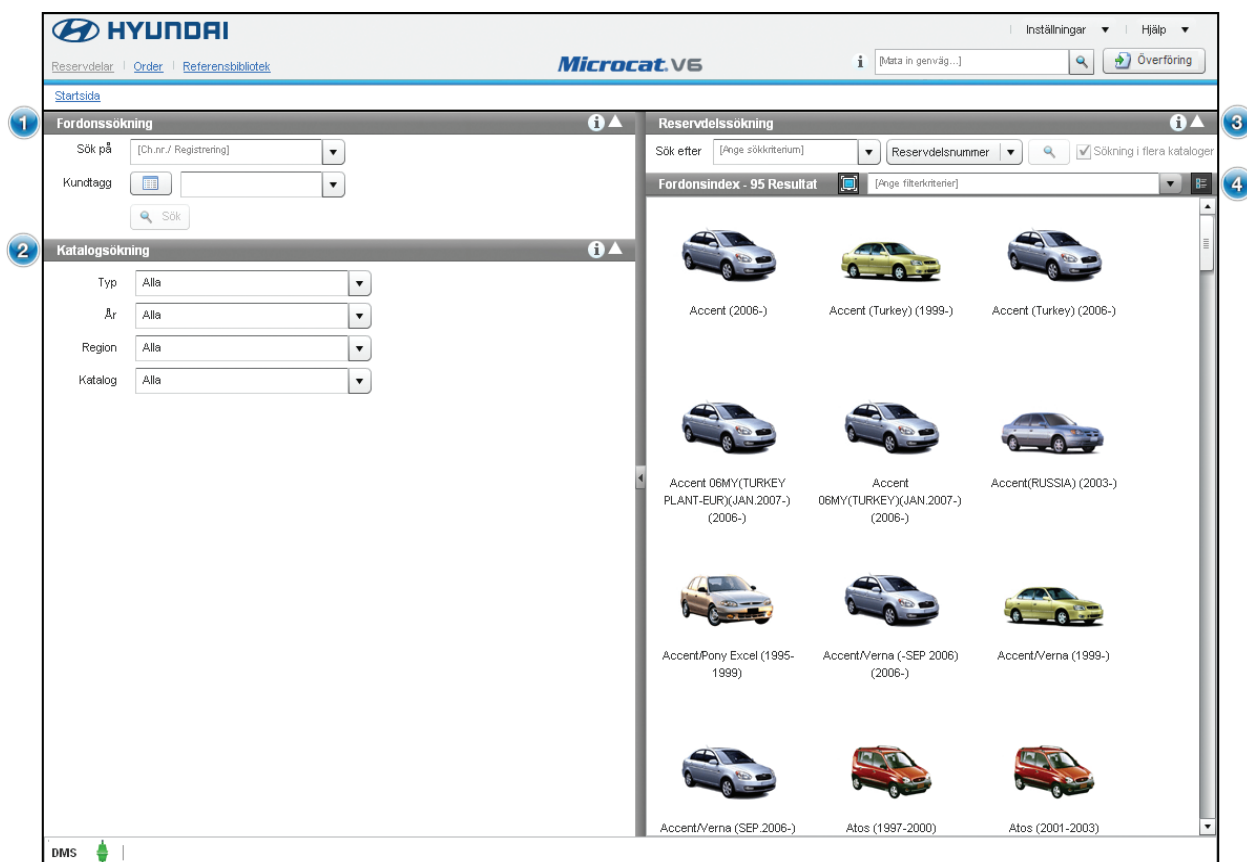 HYUNDAI
Inställningar
Hjälp
Reservdelar
Order
Referensbibliotek
Microcat.V6
i
[Mata in genväg...]
Överföring
Startsida
1
Fordonssökning
i
Sök på
[Ch.nr./ Registrering]
Kundtagg
Sök
2
Katalogsökning
i
Typ
Alla
År
Alla
Region
Alla
Katalog
Alla
Reservdelssökning
i
3
Sök efter
[Ange sökkriterium]
Reservdelsnummer
Sökning i flera kataloger
Fordonsindex - 95 Resultat
[Ange filterkriterier]
4
Accent (2006-)
Accent (Turkey) (1999-)
Accent (Turkey) (2006-)
Accent 06MY(TURKEY
PLANT-EUR)(JAN.2007-)
(2006-)
Accent
06MY(TURKEY)(JAN.2007-)
(2006-)
Accent(RUSSIA) (2003-)
Accent/Pony Excel (1995-
1999)
Accent/Verna (-SEP 2006)
(2006-)
Accent/Verna (1999-)
Accent/Verna (SEP.2006-)
Atos (1997-2000)
Atos (2001-2003)
DMS